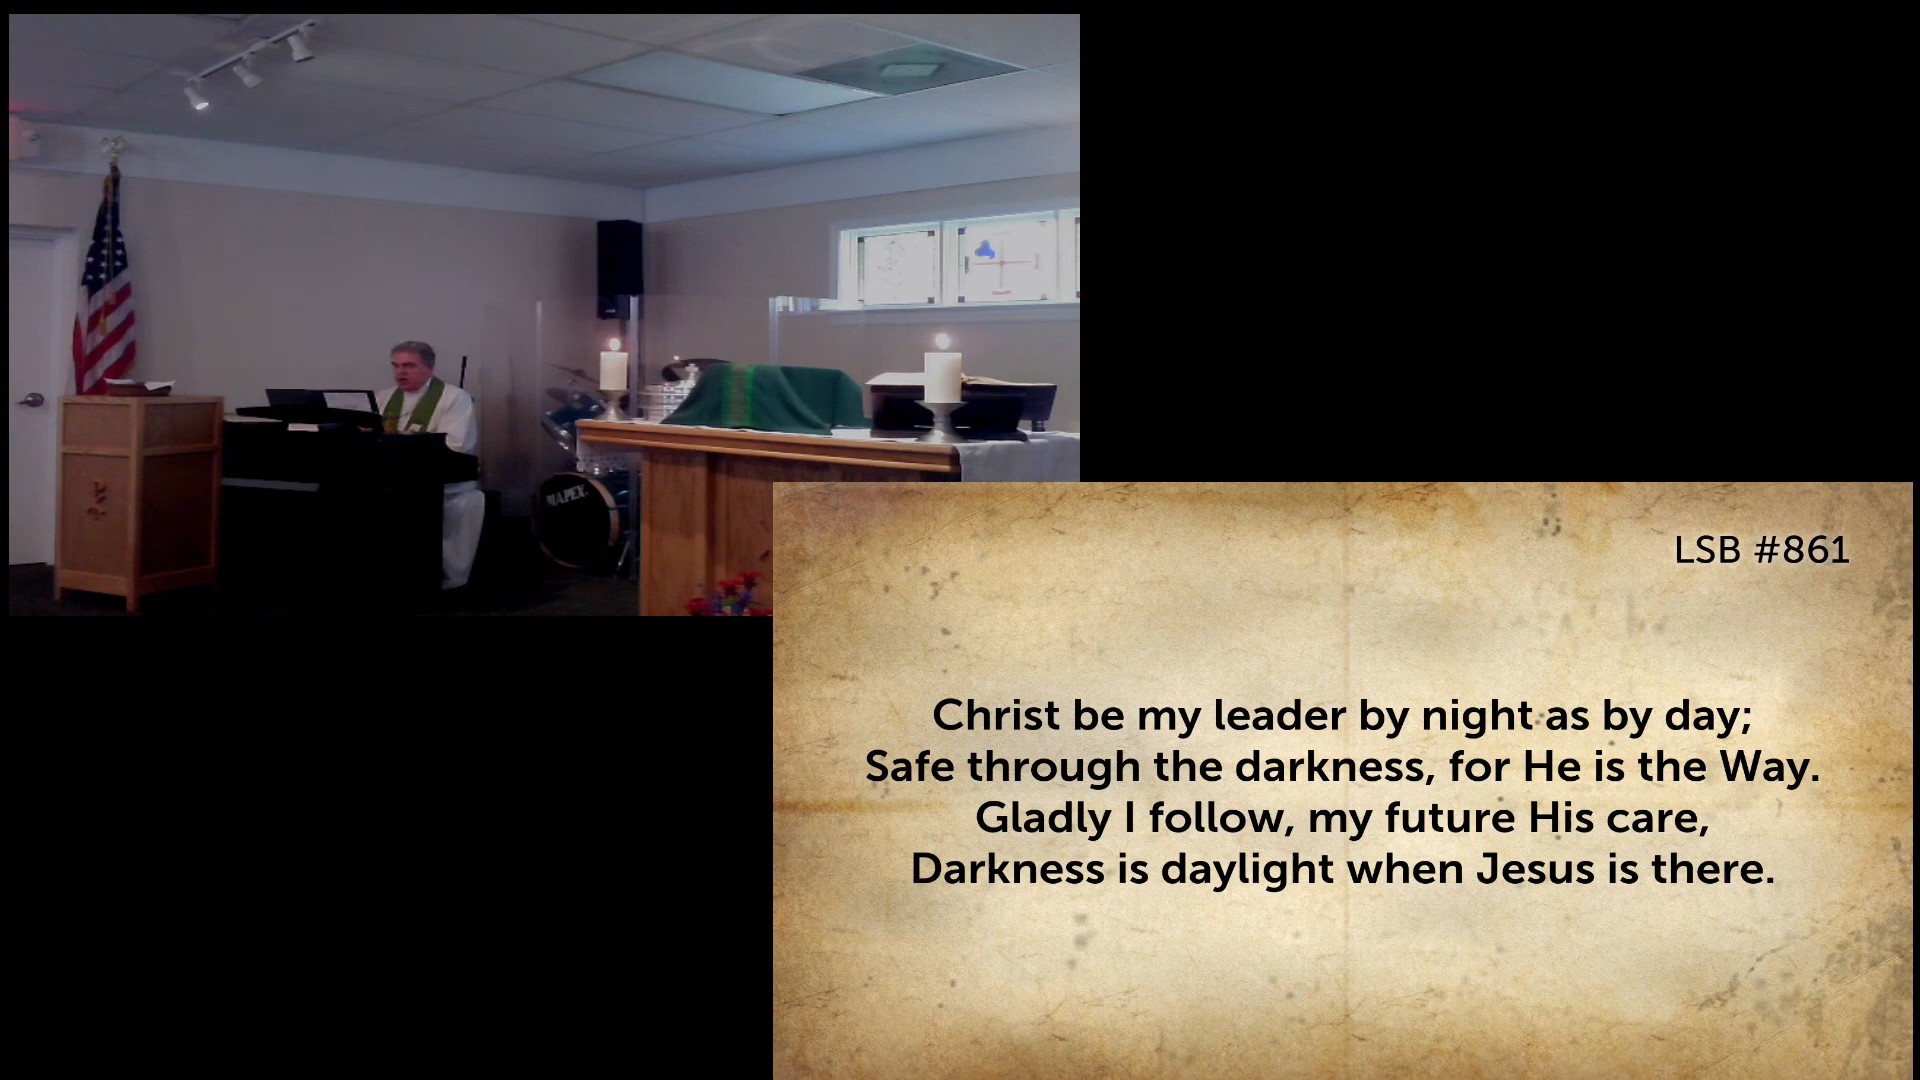 MAPEX
LSB #861
Christ be my leader by night as by day;
Safe through the darkness, for He is the Way.
Gladly I follow, my future His care,
Darkness is daylight when Jesus is there.